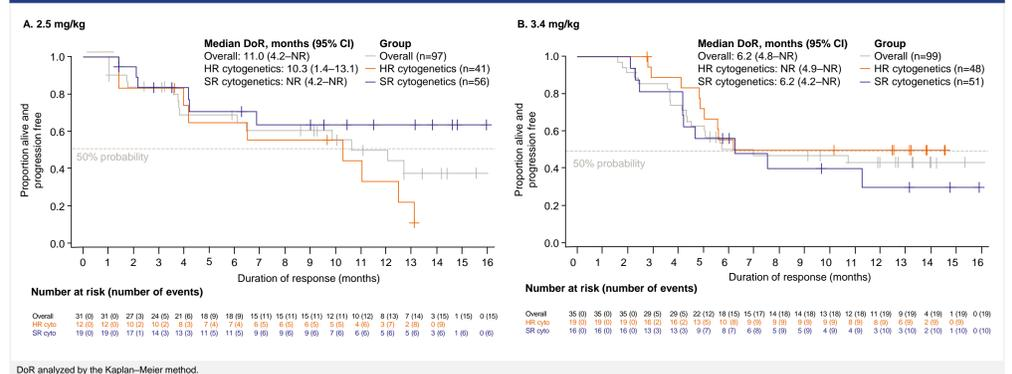 A. 2.5 mg/kg
Median DoR, months (95% CI) Group
Overall: 11.0 (4.2–NR) Overall (n=97)
HR cytogenetics: 10.3 (1.4–13.1) HR cytogenetics (n=41)
SR cytogenetics: NR (4.2–NR) SR cytogenetics (n=56)
Proportion alive and
progression free
1.0
0.8
0.6
0.4
0.2
0.0
50% probability
0 1 2 3 4 5 6 7 8 9 10 11 12 13 14 15 16
Duration of response (months)
Number at risk (number of events)
Overall 31 (0) 31 (0) 27 (3) 24 (5) 21 (6) 18 (9) 18 (9) 15 (11) 15 (11) 15 (11) 12 (11) 10 (12) 8 (13) 7 (14) 3 (15) 1 (15) 0 (15)
HR cyto 12 (0) 12 (0) 10 (2) 10 (2) 8 (3) 7 (4) 7 (4) 6 (5) 6 (5) 6 (5) 5 (5) 4 (6) 3 (7) 2 (8) 0 (9)
SR cyto 19 (0) 19 (0) 17 (1) 14 (3) 13 (3) 11 (5) 11 (5) 9 (6) 9 (6) 9 (6) 7 (6) 6 (6) 5 (6) 5 (6) 3 (6) 1 (6) 0 (6)
B. 3.4 mg/kg
Median DoR, months (95% CI) Group
Overall: 6.2 (4.8–NR) Overall (n=99)
HR cytogenetics: NR (4.9–NR) HR cytogenetics (n=48)
SR cytogenetics: 6.2 (4.2–NR) SR cytogenetics (n=51)
Proportion alive and
progression free
1.0
0.8
0.6
0.4
0.2
0.0
50% probability
0 1 2 3 4 5 6 7 8 9 10 11 12 13 14 15 16
Duration of response (months)
Number at risk (number of events)
Overall 35 (0) 35 (0) 35 (0) 29 (5) 29 (5) 22 (12) 18 (15) 15 (17) 14 (18) 14 (18) 13 (18) 12 (18) 11 (19) 9 (19) 4 (19) 1 (19) 0 (19)
HR cyto 19 (0) 19 (0) 19 (0) 16 (2) 16 (2) 13 (5) 10 (8) 9 (9) 9 (9) 9 (9) 9 (9) 8 (9) 8 (9) 6 (9) 2 (9) 0 (9)
SR cyto 16 (0) 16 (0) 16 (0) 13 (3) 13 (3) 9 (7) 8 (7) 6 (8) 5 (9) 5 (9) 4 (9) 4 (9) 3 (10) 3 (10) 2 (10) 1 (10) 0 (10)
DoR analyzed by the Kaplan–Meier method.